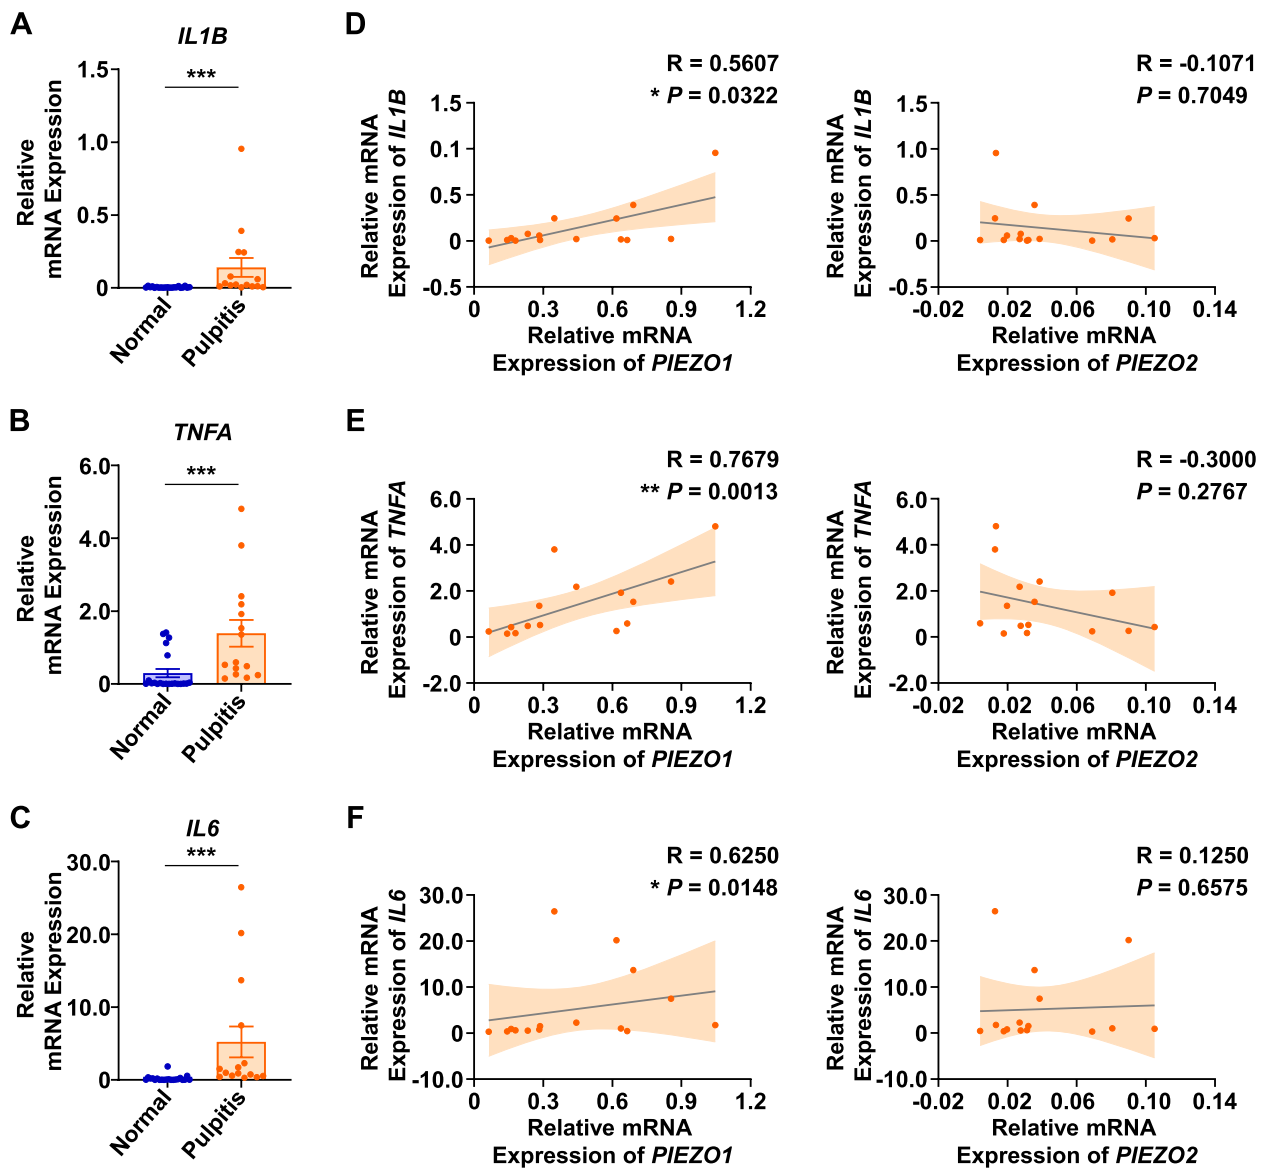 A
IL1B
***
Relative
mRNA Expression
1.5
1.0
0.5
0
Normal
Pulpitis
D
R = 0.5607
* P = 0.0322
Relative mRNA
Expression of IL1B
1.5
0.1
0.5
0
-0.5
0 0.3 0.6 0.9 1.2
Relative mRNA
Expression of PIEZO1
R = -0.1071
P = 0.7049
Relative mRNA
Expression of IL1B
1.5
1.0
0.5
0
-0.5
-0.02 0.02 0.06 0.10 0.14
Relative mRNA
Expression of PIEZO2
B
TNFA
***
Relative
mRNA Expression
6.0
4.0
2.0
0
Normal
Pulpitis
E
R = 0.7679
** P = 0.0013
Relative mRNA
Expression of TNFA
6.0
4.0
2.0
0
-2.0
0 0.3 0.6 0.9 1.2
Relative mRNA
Expression of PIEZO1
R = -0.3000
P = 0.2767
Relative mRNA
Expression of TNFA
6.0
4.0
2.0
0
-2.0
-0.02 0.02 0.06 0.10 0.14
Relative mRNA
Expression of PIEZO2
C
IL6
***
Relative
mRNA Expression
30.0
20.0
10.0
0
Normal
Pulpitis
F
R = 0.6250
* P = 0.0148
Relative mRNA
Expression of IL6
30.0
20.0
10.0
0
-10.0
0 0.3 0.6 0.9 1.2
Relative mRNA
Expression of PIEZO1
R = 0.1250
P = 0.6575
Relative mRNA
Expression of IL6
30.0
20.0
10.0
0
-10.0
-0.02 0.02 0.06 0.10 0.14
Relative mRNA
Expression of PIEZO2